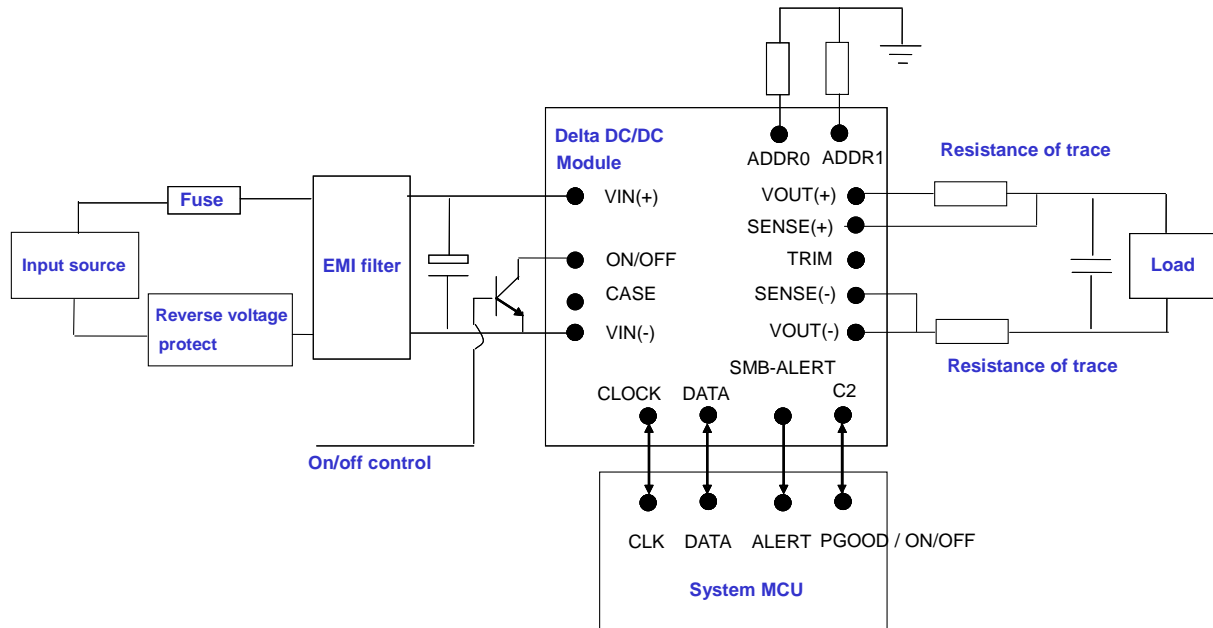 Delta DC/DC
Module
ADDR0
ADDR1
Resistance of trace
Fuse
VIN(+)
VOUT(+)
SENSE(+)
Input source
EMI filter
ON/OFF
TRIM
Load
CASE
SENSE(-)
Reverse voltage
protect
VIN(-)
VOUT(-)
Resistance of trace
SMB-ALERT
CLOCK
DATA
C2
On/off control
CLK
DATA
ALERT
PGOOD / ON/OFF
System MCU